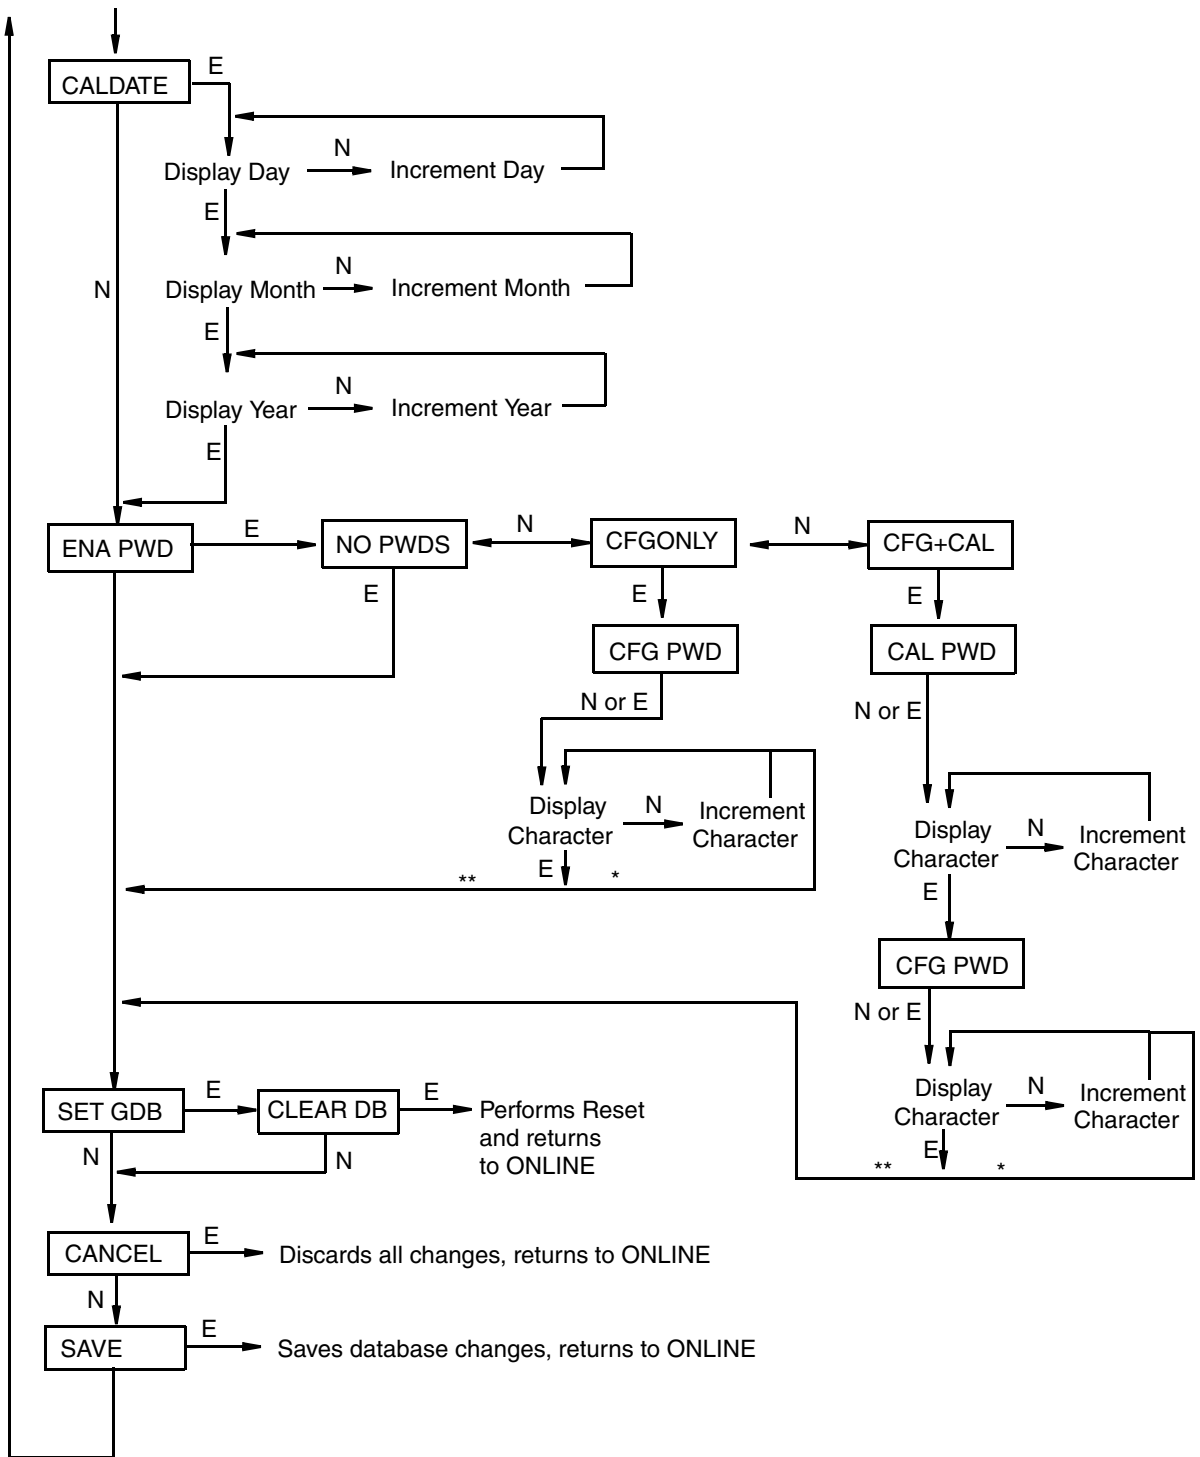 CALDATE
E
Display Day
N
Increment Day
E
N
Display Month
N
Increment Month
E
Display Year
N
Increment Year
E
ENA PWD
E
NO PWDS
N
CFGONLY
N
CFG+CAL
E
E
E
CFG PWD
CAL PWD
N or E
N or E
Display
Character
N
Increment
Character
E
**
*
Display
Character
N
Increment
Character
E
CFG PWD
N or E
Display
Character
N
Increment
Character
E
**
*
SET GDB
E
CLEAR DB
E
Performs Reset
and returns
to ONLINE
N
N
CANCEL
E
Discards all changes, returns to ONLINE
N
SAVE
E
Saves database changes, returns to ONLINE